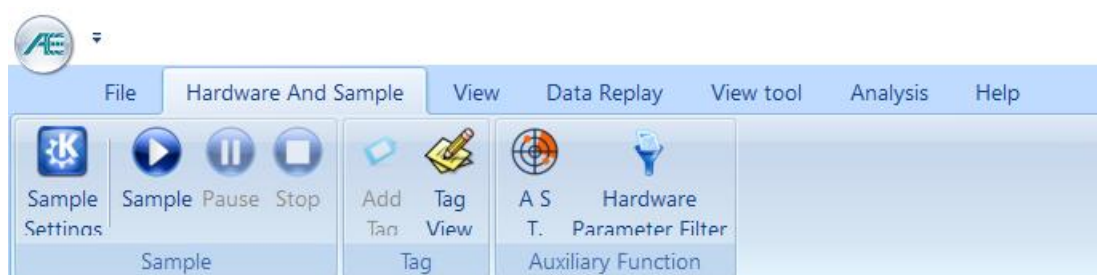 AE
File Hardware And Sample View Data Replay View tool Analysis Help
Sample Settings Sample Pause Stop Add Tag Tag View A S T. Hardware Parameter Filter
Sample Tag Auxiliary Function